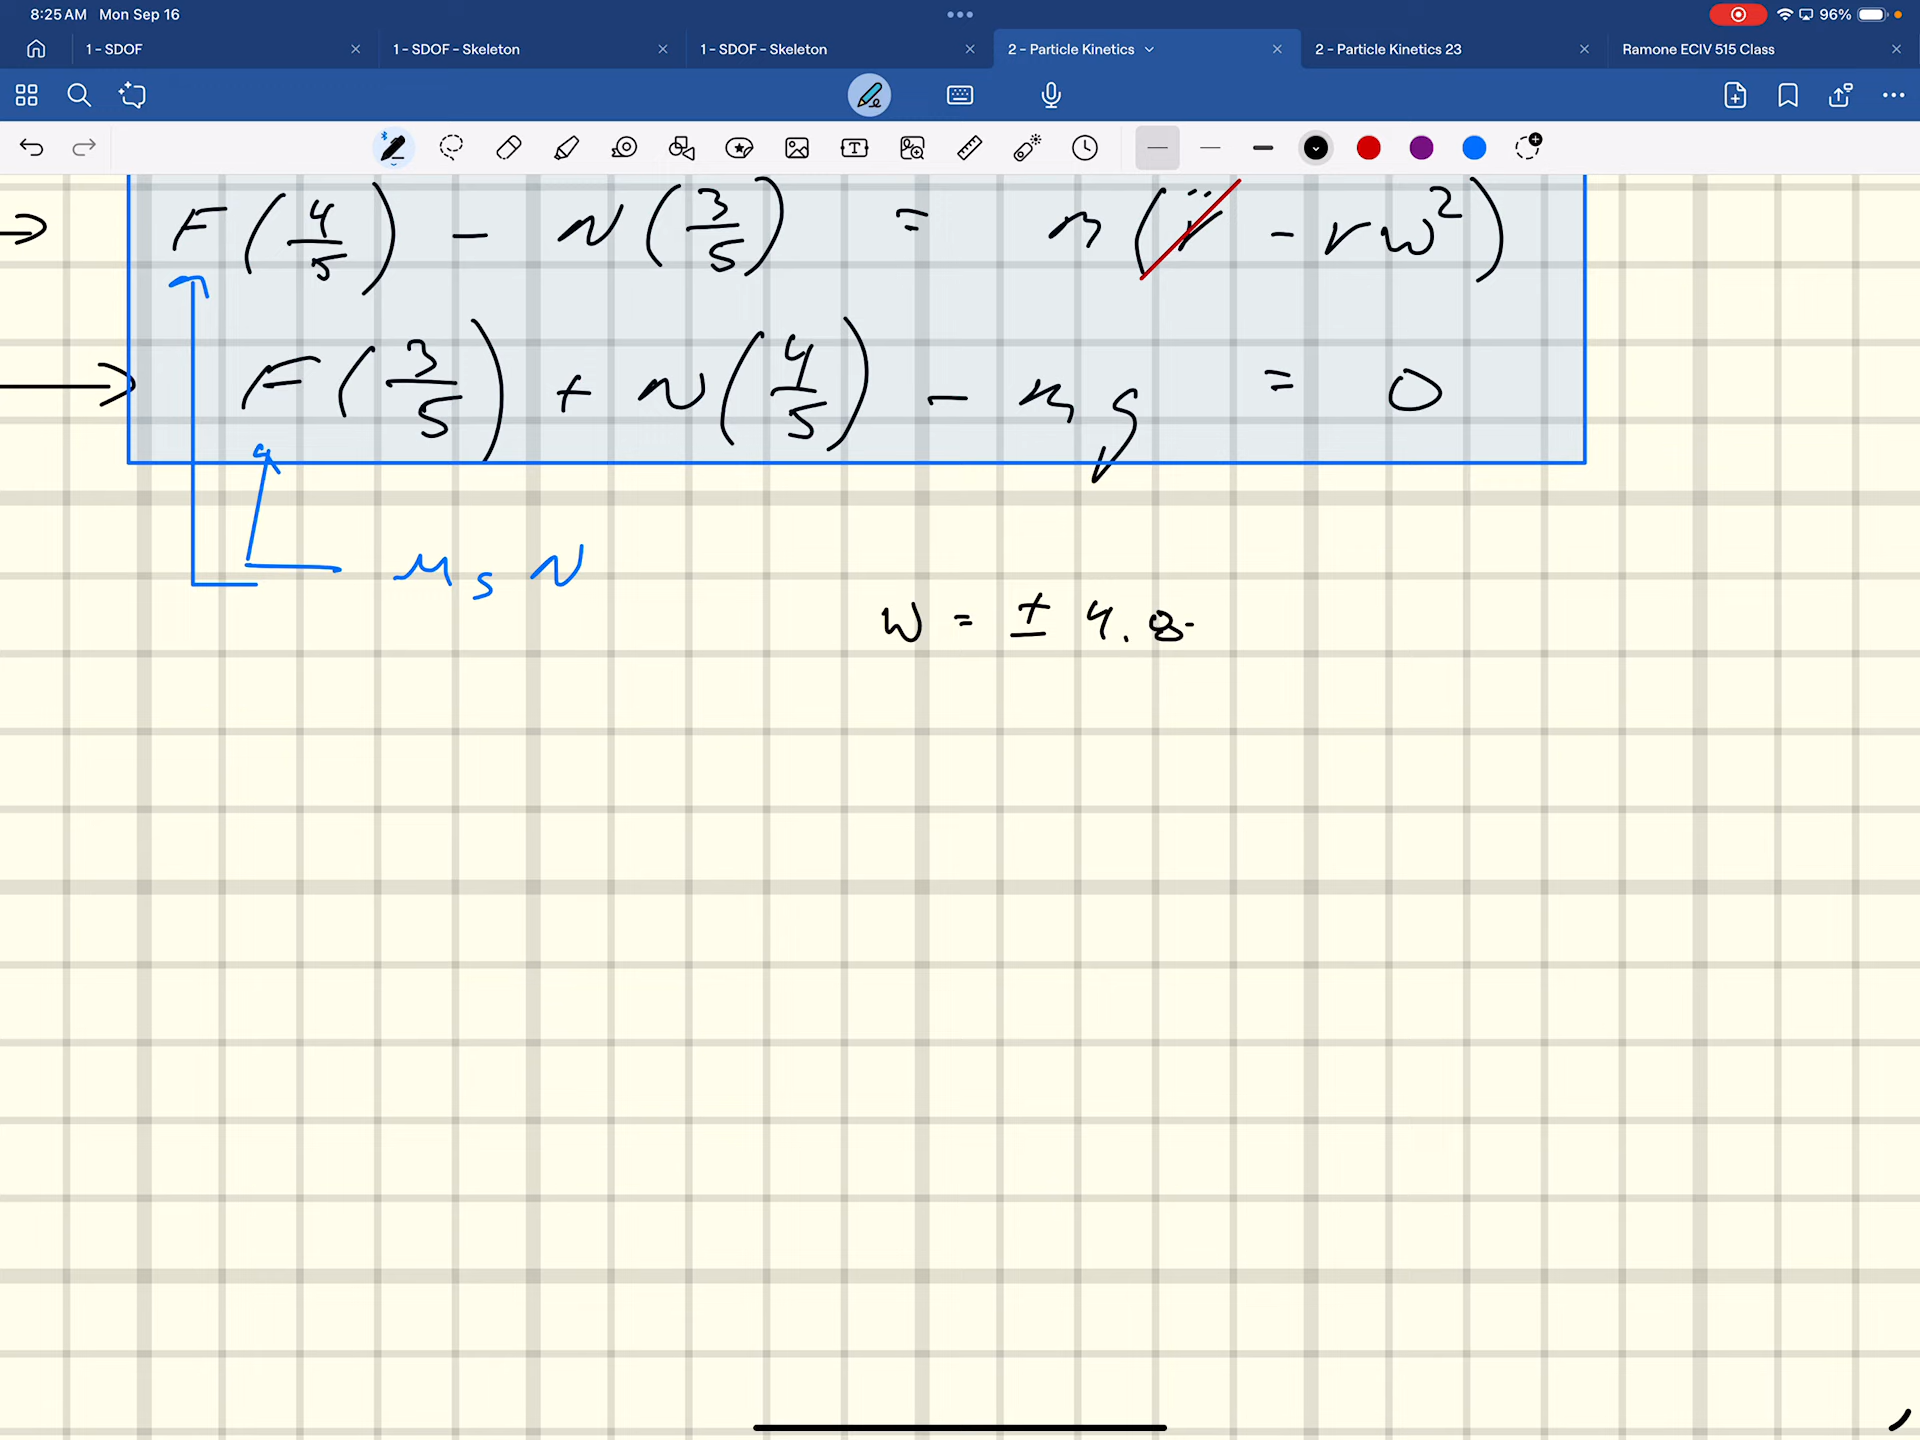 8:25 AM Mon Sep 16 96%
1 - SDOF 1 - SDOF - Skeleton 1 - SDOF - Skeleton 2 - Particle Kinetics 2 - Particle Kinetics 23 Ramone ECIV 515 Class
F(4/5) - N(3/5) = m(r̈ - rω²)
F(3/5) + N(4/5) - mg = 0
μs N
ω = ± 4.8